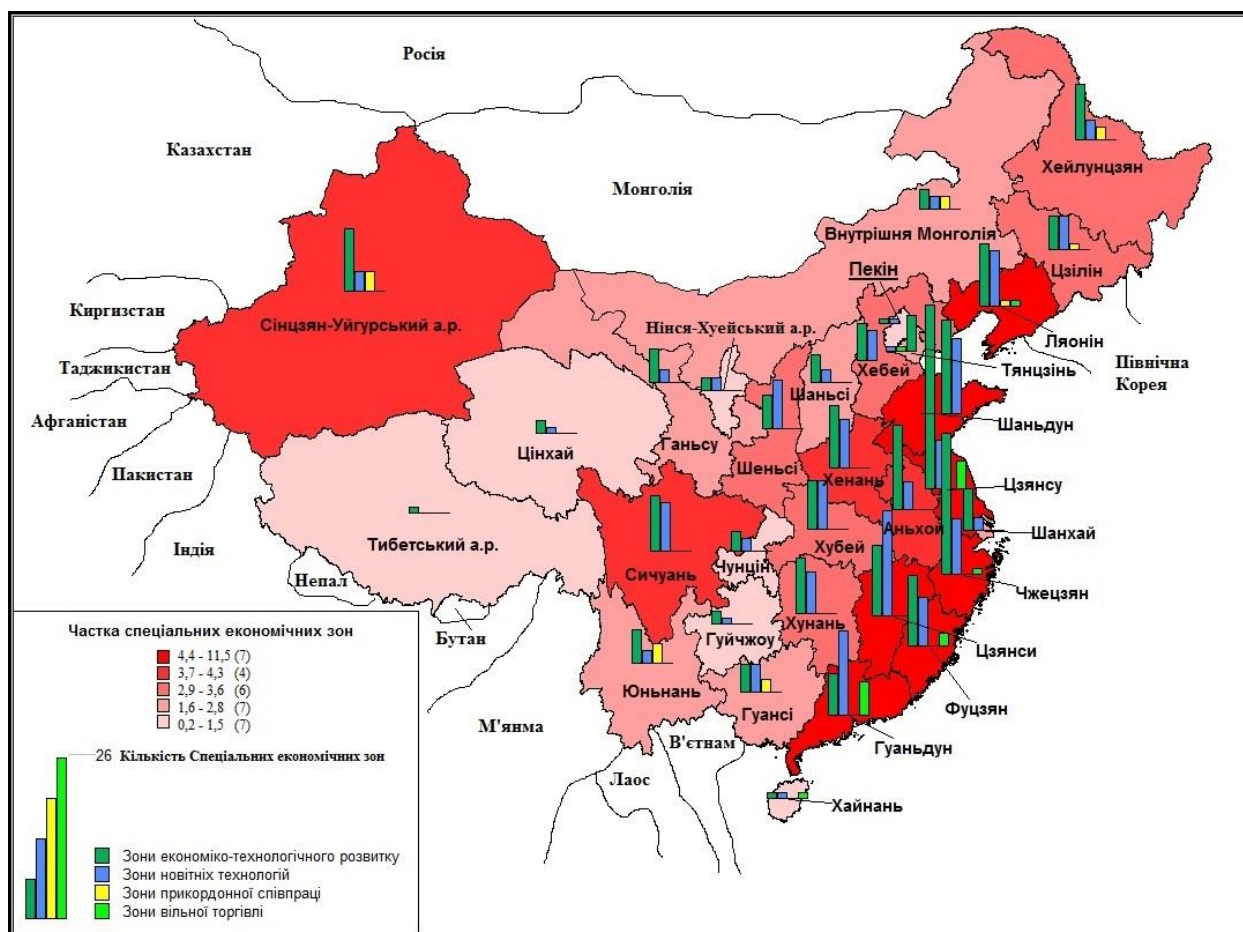 Росія
Казахстан
Монголія
Хейлунцзян
Внутрішня Монголія
Цзілін
Пекін
Киргизстан
Сінцзян-Уйгурський а.р.
Нінся-Хуейський а.р.
Ляонін
Таджикистан
Хебей
Тянцзінь
Північна
Корея
Шаньсі
Афганістан
Шаньдун
Цінхай
Ганьсу
Пакистан
Шеньсі
Хенань
Цзянсу
Індія
Тибетський а.р.
Хубей
Аньхой
Шанхай
Чунцін
Сичуань
Непал
Чжецзян
Бутан
Гуйчжоу
Хунань
Цзянси
Юньнань
Гуансі
Фуцзян
М'янма
В'єтнам
Гуаньдун
Лаос
Хайнань
Частка спеціальних економічних зон
4,4 - 11,5 (7)
3,7 - 4,3 (4)
2,9 - 3,6 (6)
1,6 - 2,8 (7)
0,2 - 1,5 (7)
26 Кількість Спеціальних економічних зон
Зони економіко-технологічного розвитку
Зони новітніх технологій
Зони прикордонної співпраці
Зони вільної торгівлі